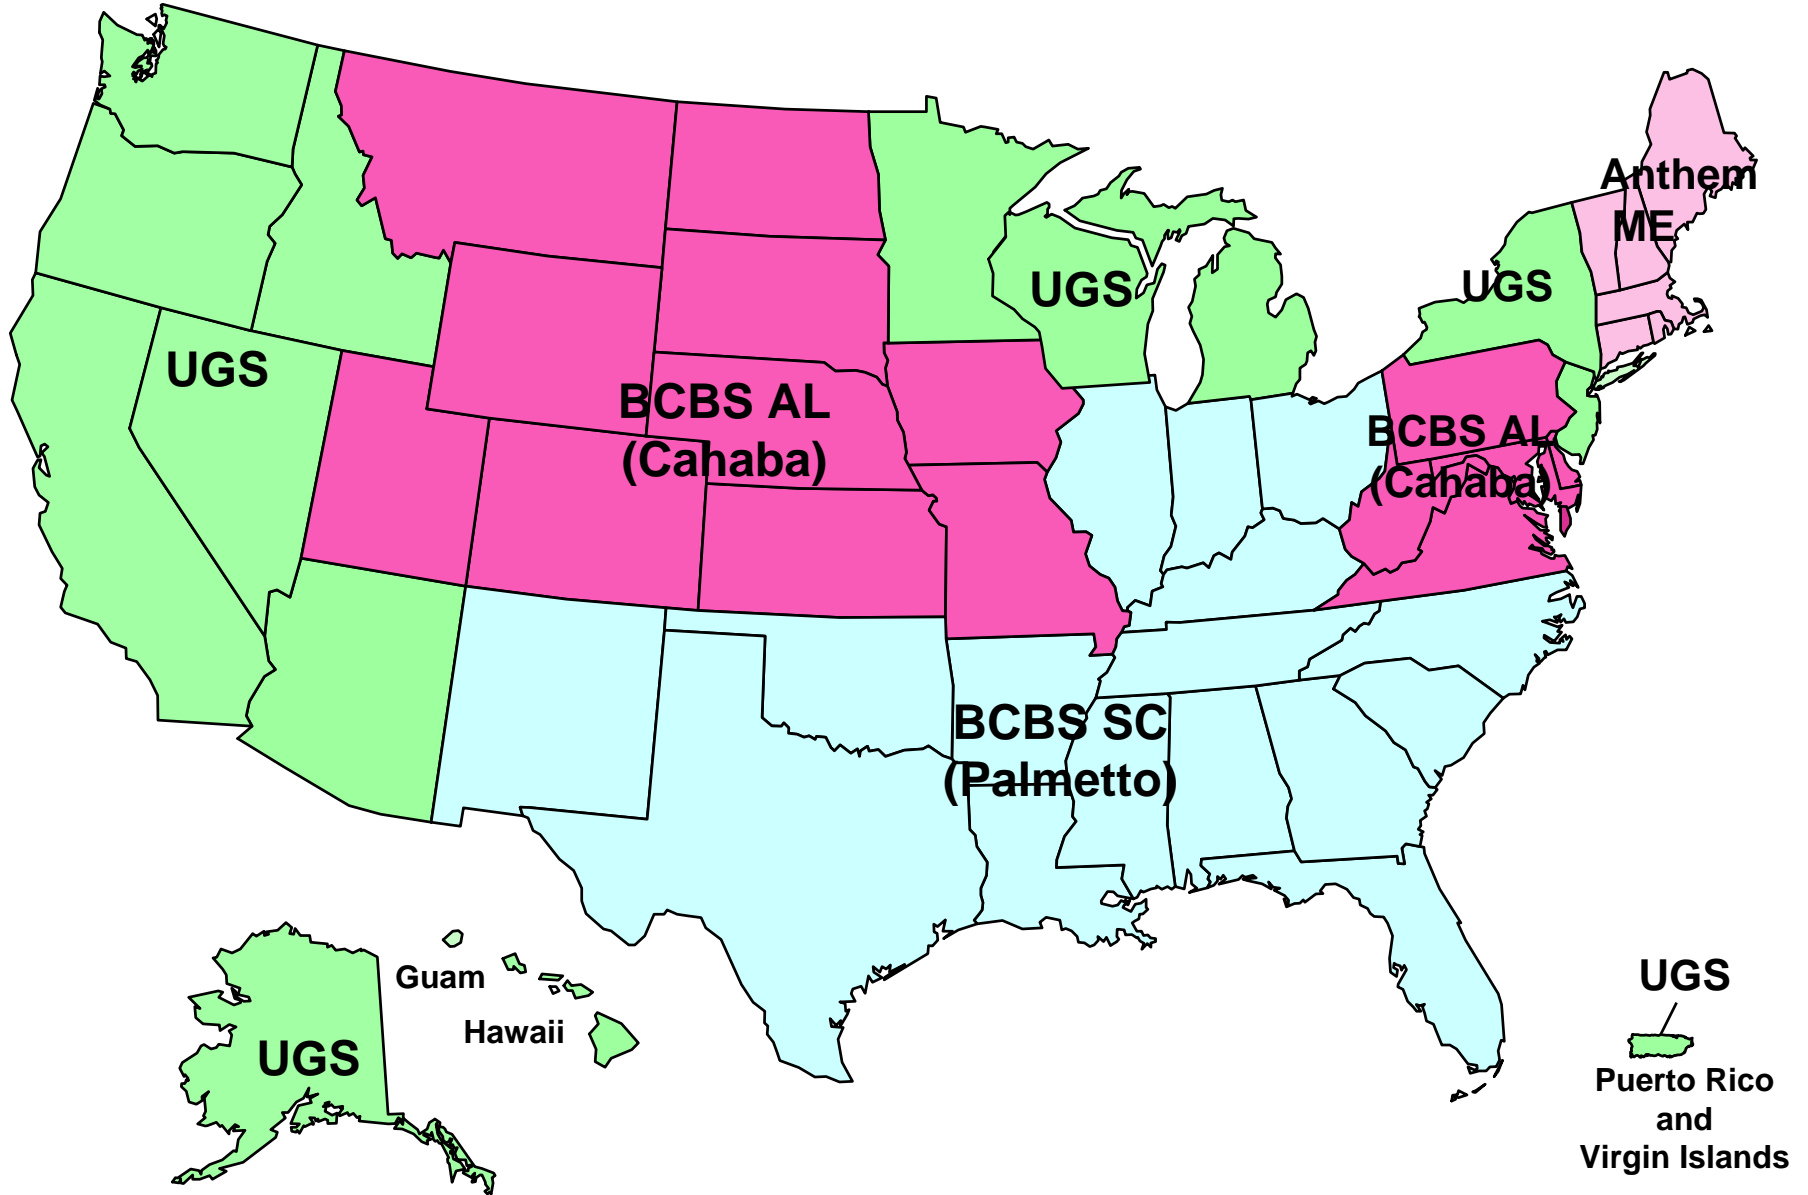 Anthem
ME
UGS
UGS
UGS
BCBS AL
(Cahaba)
BCBS AL
(Cahaba)
BCBS SC
(Palmetto)
Guam
Hawaii
UGS
UGS
Puerto Rico
and
Virgin Islands